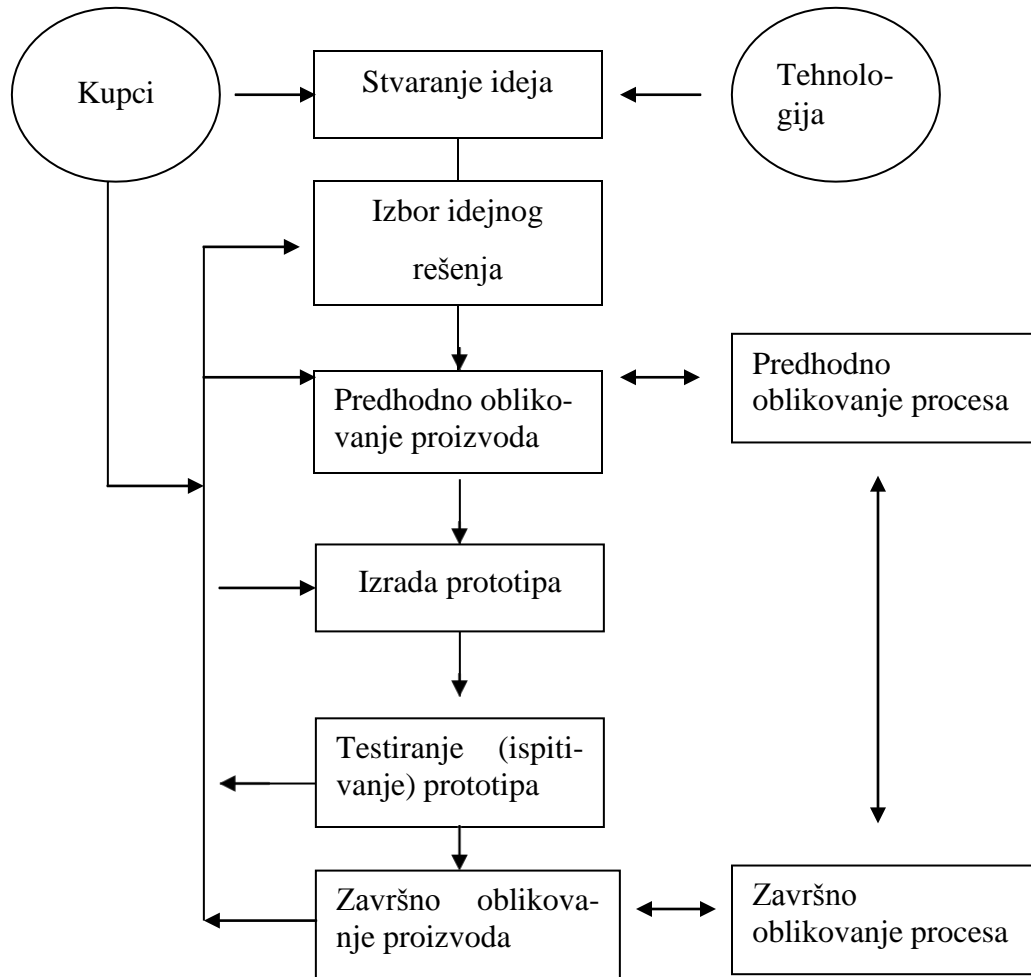 Kupci
Stvaranje ideja
Tehnolo-
gija
Izbor idejnog
rešenja
Predhodno obliko-
vanje proizvoda
Predhodno
oblikovanje procesa
Izrada prototipa
Testiranje (ispiti-
vanje) prototipa
Završno oblikova-
nje proizvoda
Završno
oblikovanje procesa